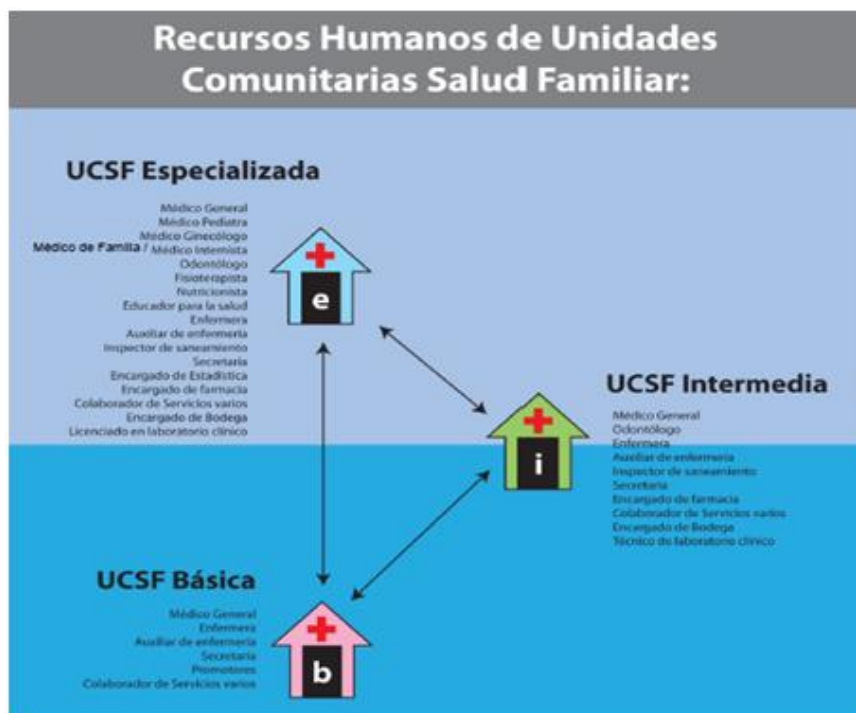 Recursos Humanos de Unidades
Comunitarias Salud Familiar:
UCSF Especializada
Médico General
Médico Pediatra
Médico Ginecólogo
Médico de Familia / Médico Internista
Odontólogo
Fisioterapista
Nutricionista
Educador para la salud
Enfermera
Auxiliar de enfermería
Inspector de saneamiento
Secretaria
Encargado de Estadística
Encargado de farmacia
Colaborador de Servicios varios
Encargado de Bodega
Licenciado en laboratorio clínico
e
UCSF Intermedia
Médico General
Odontólogo
Enfermera
Auxiliar de enfermería
Inspector de saneamiento
Secretaria
Encargado de farmacia
Colaborador de Servicios varios
Encargado de Bodega
Técnico de laboratorio clínico
i
UCSF Básica
Médico General
Enfermera
Auxiliar de enfermería
Secretaria
Promotores
Colaborador de Servicios varios
b